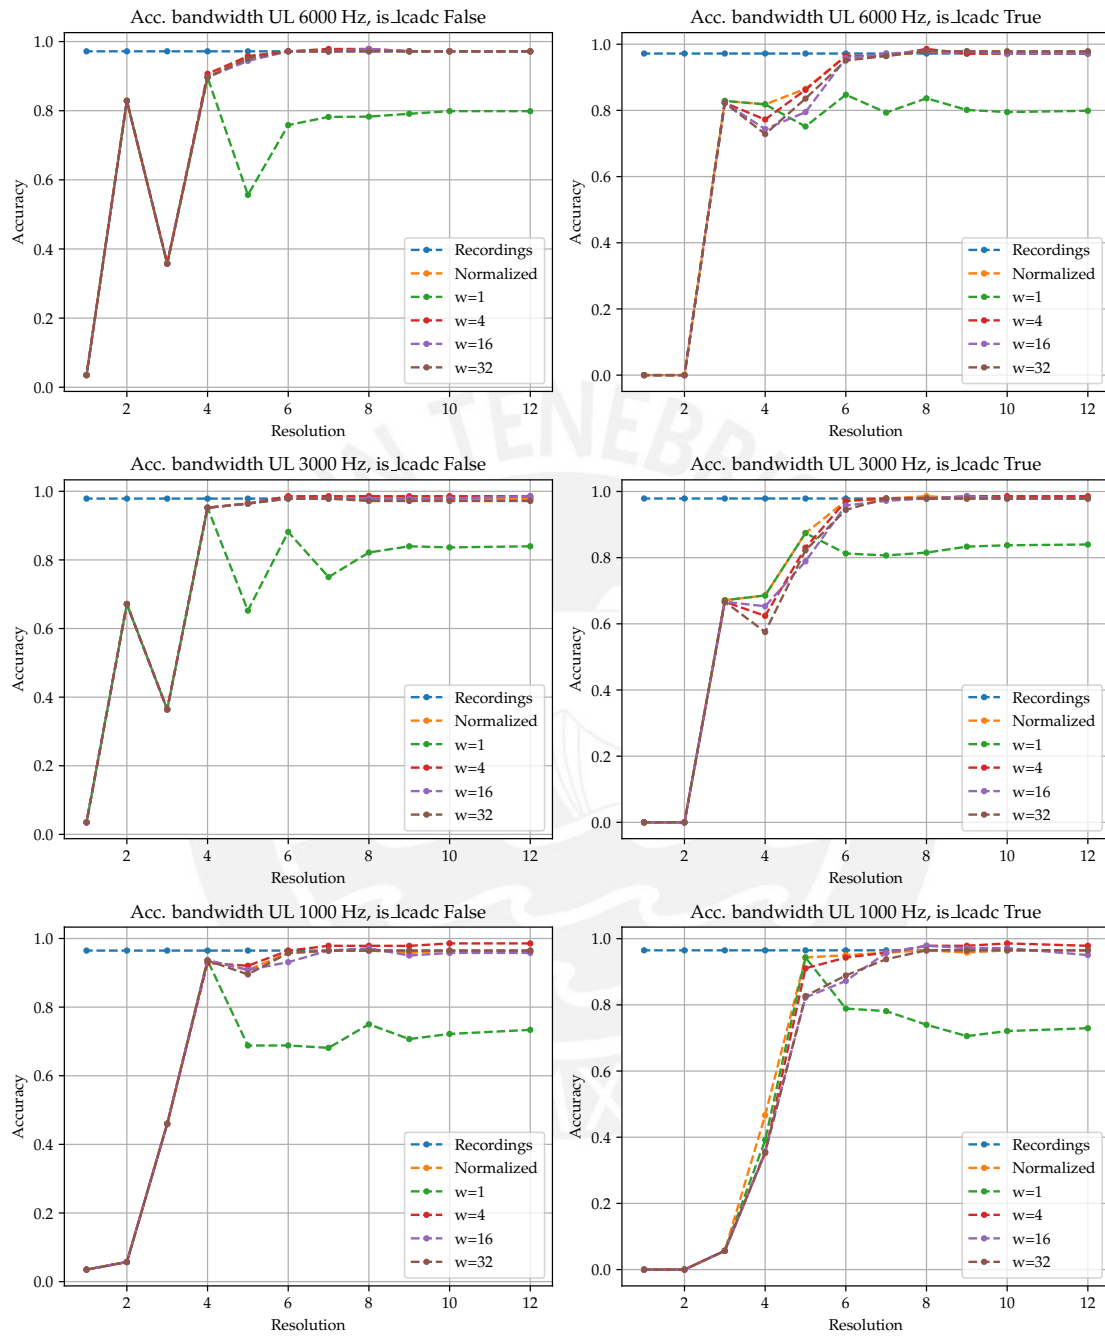 Acc. bandwidth UL 6000 Hz, is_lcadc False
1.0
0.8
0.6
0.4
0.2
0.0
Accuracy
Recordings
Normalized
w=1
w=4
w=16
w=32
2 4 6 8 10 12
Resolution
Acc. bandwidth UL 6000 Hz, is_lcadc True
1.0
0.8
0.6
0.4
0.2
0.0
Accuracy
Recordings
Normalized
w=1
w=4
w=16
w=32
2 4 6 8 10 12
Resolution
Acc. bandwidth UL 3000 Hz, is_lcadc False
1.0
0.8
0.6
0.4
0.2
0.0
Accuracy
Recordings
Normalized
w=1
w=4
w=16
w=32
2 4 6 8 10 12
Resolution
Acc. bandwidth UL 3000 Hz, is_lcadc True
1.0
0.8
0.6
0.4
0.2
0.0
Accuracy
Recordings
Normalized
w=1
w=4
w=16
w=32
2 4 6 8 10 12
Resolution
Acc. bandwidth UL 1000 Hz, is_lcadc False
1.0
0.8
0.6
0.4
0.2
0.0
Accuracy
Recordings
Normalized
w=1
w=4
w=16
w=32
2 4 6 8 10 12
Resolution
Acc. bandwidth UL 1000 Hz, is_lcadc True
1.0
0.8
0.6
0.4
0.2
0.0
Accuracy
Recordings
Normalized
w=1
w=4
w=16
w=32
2 4 6 8 10 12
Resolution